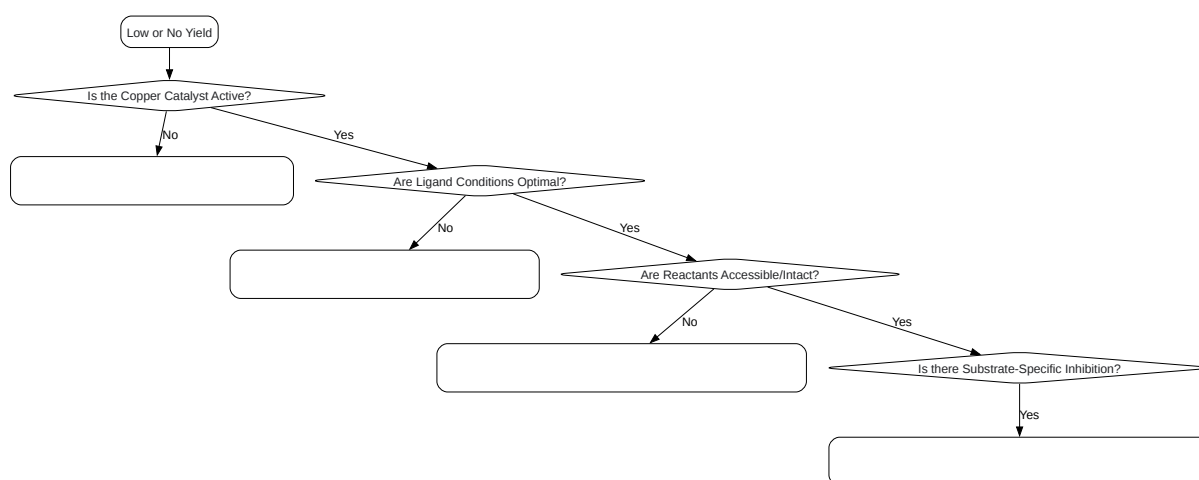 Low or No Yield
Is the Copper Catalyst Active?
No
Yes
Are Ligand Conditions Optimal?
No
Yes
Are Reactants Accessible/Intact?
No
Yes
Is there Substrate-Specific Inhibition?
Yes